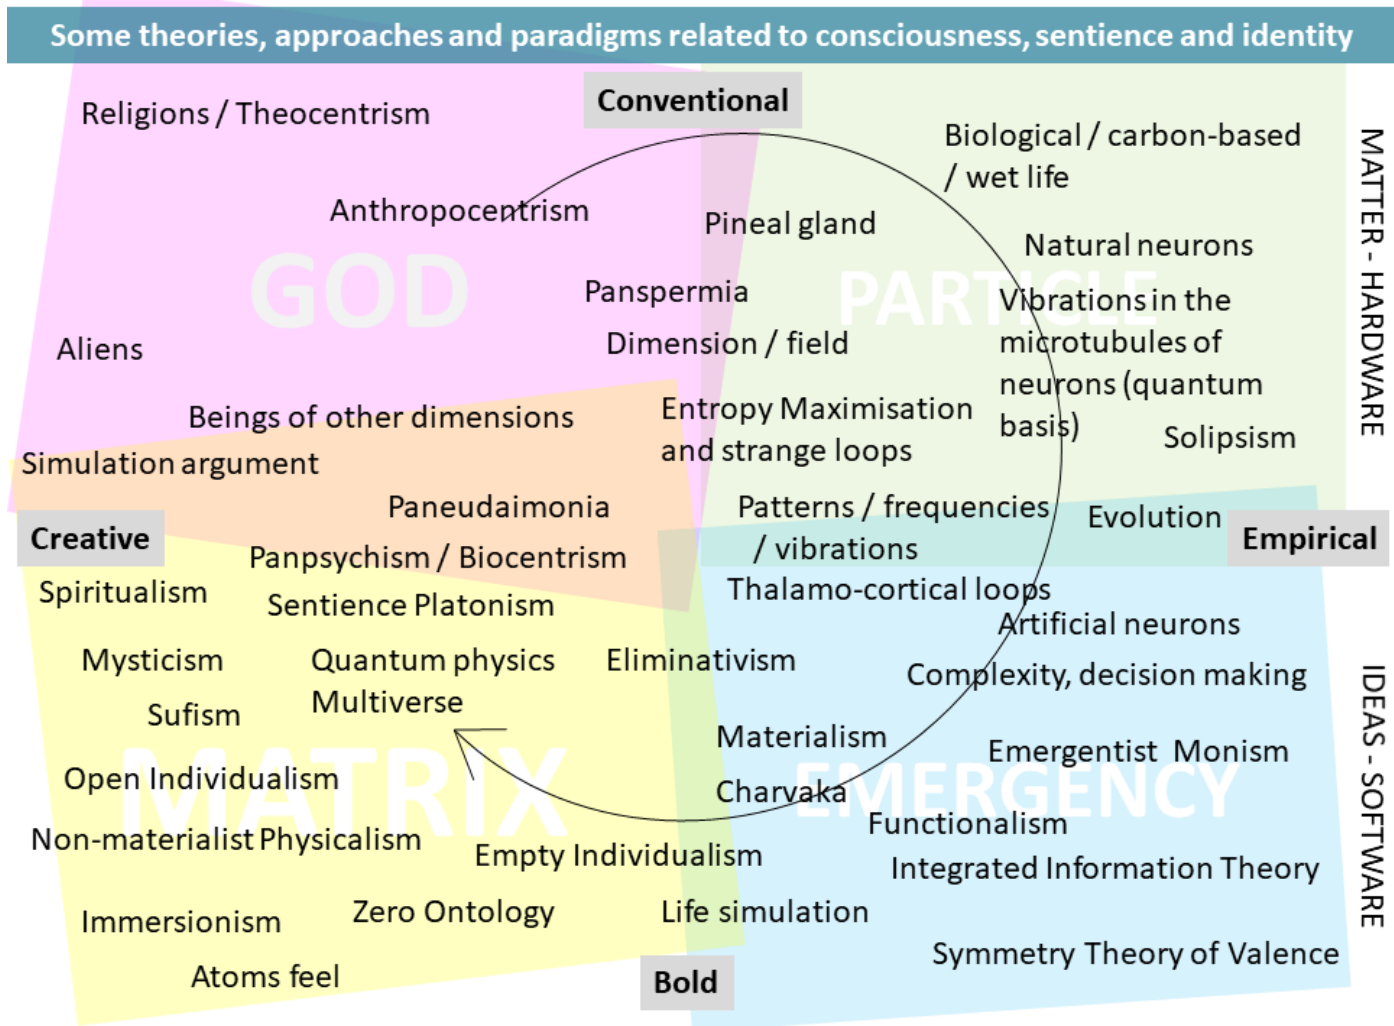 Some theories, approaches and paradigms related to consciousness, sentience and identity
Conventional
Religions / Theocentrism
Biological / carbon-based
/ wet life
Anthropocentrism
Pineal gland
Natural neurons
GOD
PARTICLE
Panspermia
Vibrations in the
microtubules of
neurons (quantum
basis)
Dimension / field
Aliens
Beings of other dimensions
Entropy Maximisation
and strange loops
Solipsism
Simulation argument
Paneudaimonia
Patterns / frequencies
/ vibrations
Evolution
Creative
Empirical
Panpsychism / Biocentrism
Spiritualism
Sentience Platonism
Thalamo-cortical loops
Artificial neurons
Mysticism
Quantum physics
Multiverse
Eliminativism
Complexity, decision making
Sufism
Materialism
Emergentist Monism
MATRIX
EMERGENCY
Open Individualism
Charvaka
Functionalism
Non-materialist Physicalism
Empty Individualism
Integrated Information Theory
Immersionism
Zero Ontology
Life simulation
Symmetry Theory of Valence
Atoms feel
Bold
MATTER - HARDWARE
IDEAS - SOFTWARE